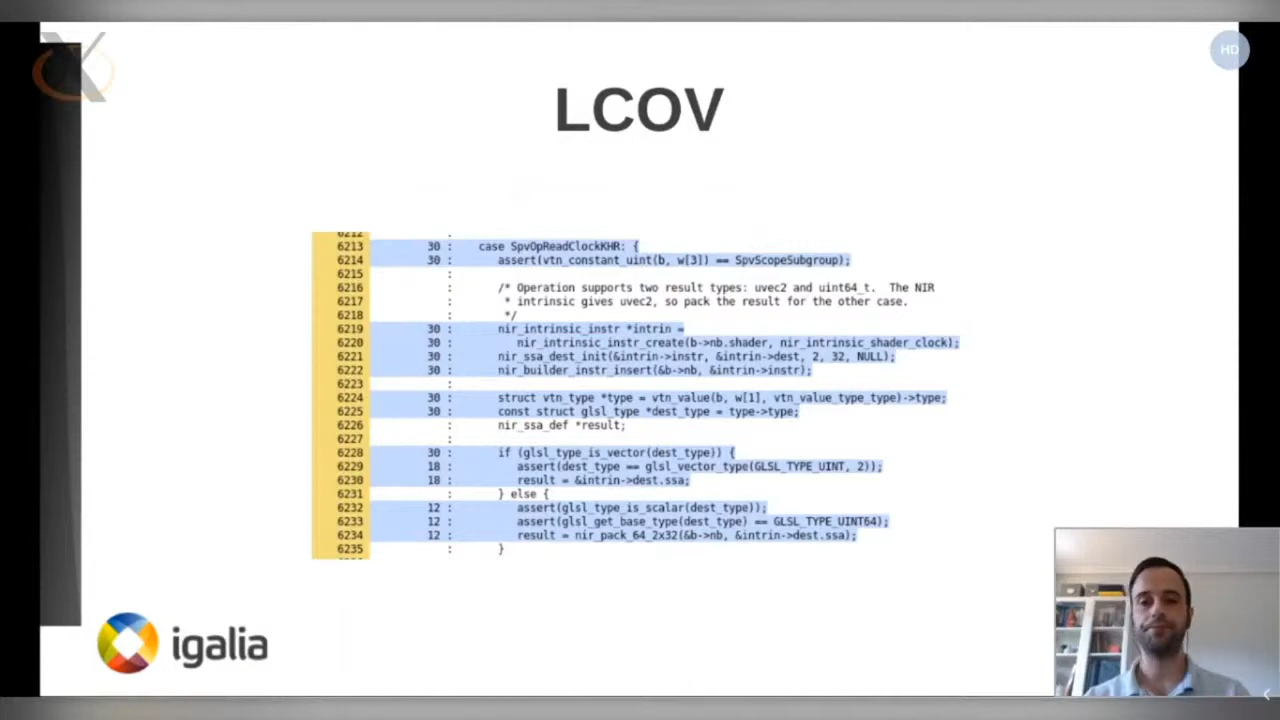 HD
LCOV
6212 :
6213 30 : case SpvOpReadClockKHR: {
6214 30 : assert(vtn_constant_uint(b, w[3]) == SpvScopeSubgroup);
6215 :
6216 : /* Operation supports two result types: uvec2 and uint64_t. The NIR
6217 : * intrinsic gives uvec2, so pack the result for the other case.
6218 : */
6219 30 : nir_intrinsic_instr *intrin =
6220 30 : nir_intrinsic_instr_create(b->nb.shader, nir_intrinsic_shader_clock);
6221 30 : nir_ssa_dest_init(&intrin->instr, &intrin->dest, 2, 32, NULL);
6222 30 : nir_builder_instr_insert(&b->nb, &intrin->instr);
6223 :
6224 30 : struct vtn_type *type = vtn_value(b, w[1], vtn_value_type_type)->type;
6225 30 : const struct glsl_type *dest_type = type->type;
6226 : nir_ssa_def *result;
6227 :
6228 30 : if (glsl_type_is_vector(dest_type)) {
6229 18 : assert(dest_type == glsl_vector_type(GLSL_TYPE_UINT, 2));
6230 18 : result = &intrin->dest.ssa;
6231 : } else {
6232 12 : assert(glsl_type_is_scalar(dest_type));
6233 12 : assert(glsl_get_base_type(dest_type) == GLSL_TYPE_UINT64);
6234 12 : result = nir_pack_64_2x32(&b->nb, &intrin->dest.ssa);
6235 : }
igalia